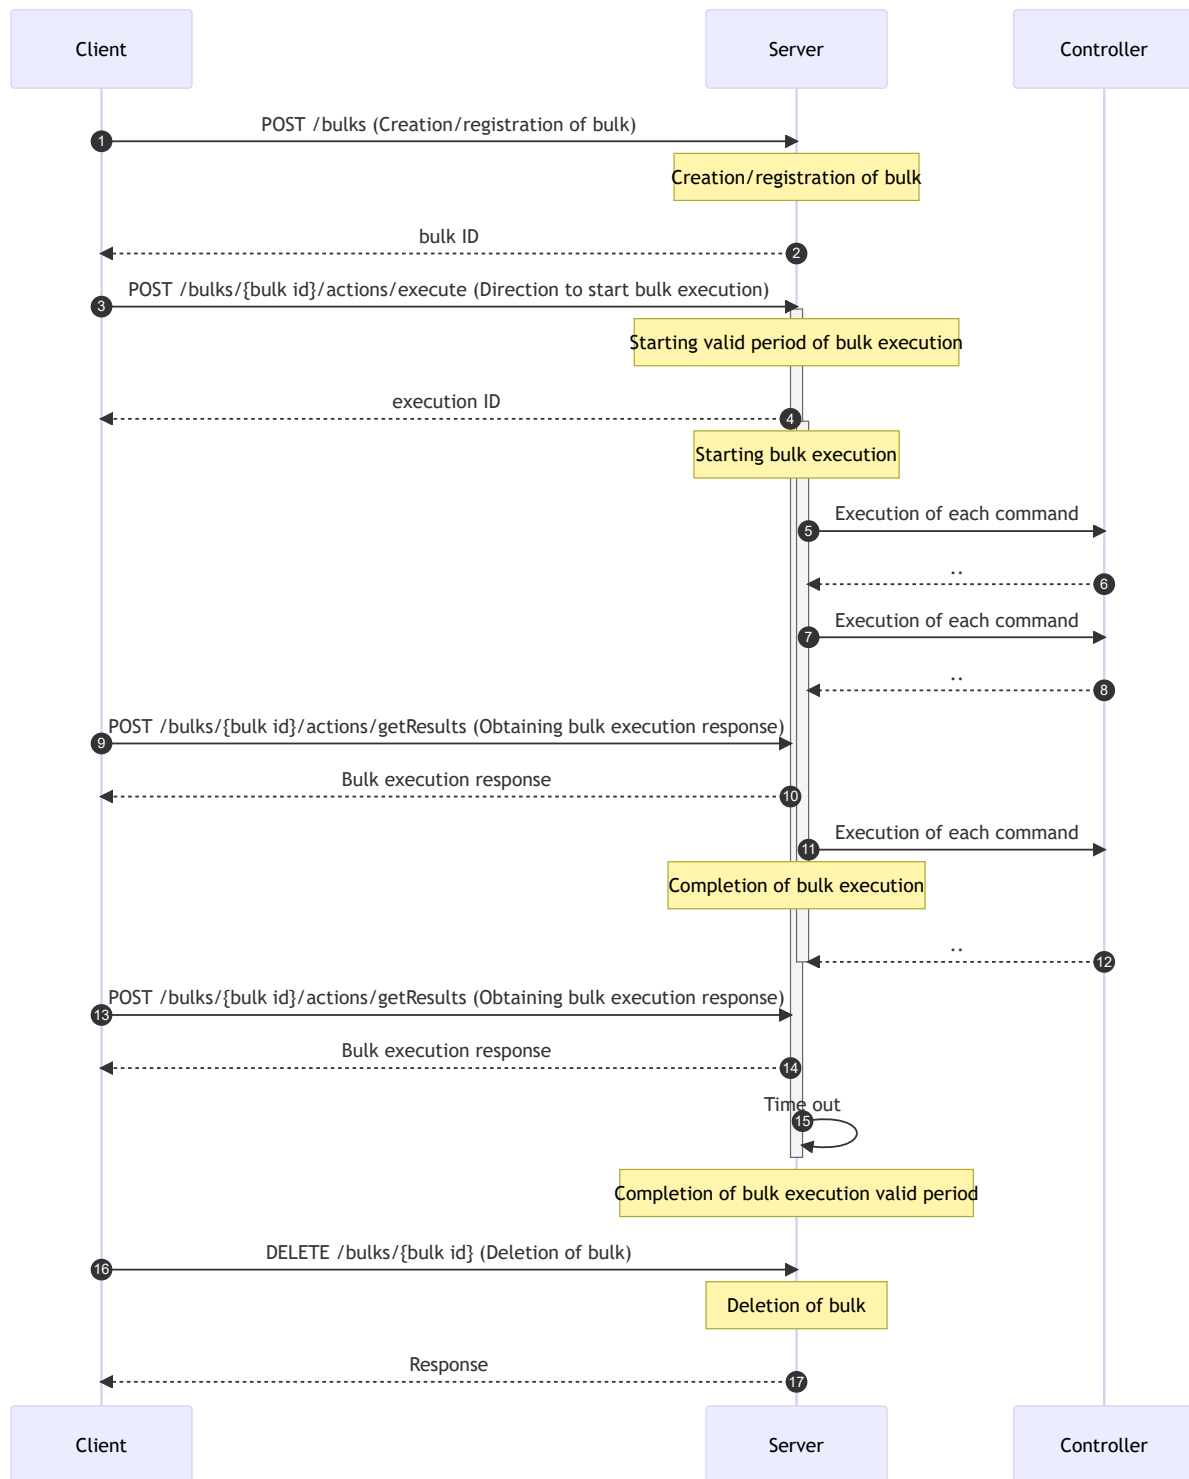 Client
Server
Controller
POST /bulks (Creation/registration of bulk)
1
Creation/registration of bulk
bulk ID
2
POST /bulks/{bulk id}/actions/execute (Direction to start bulk execution)
3
Starting valid period of bulk execution
execution ID
4
Starting bulk execution
Execution of each command
5
..
6
Execution of each command
7
..
8
POST /bulks/{bulk id}/actions/getResults (Obtaining bulk execution response)
9
Bulk execution response
10
Execution of each command
11
Completion of bulk execution
..
12
POST /bulks/{bulk id}/actions/getResults (Obtaining bulk execution response)
13
Bulk execution response
14
Time out
15
Completion of bulk execution valid period
DELETE /bulks/{bulk id} (Deletion of bulk)
16
Deletion of bulk
Response
17
Client
Server
Controller